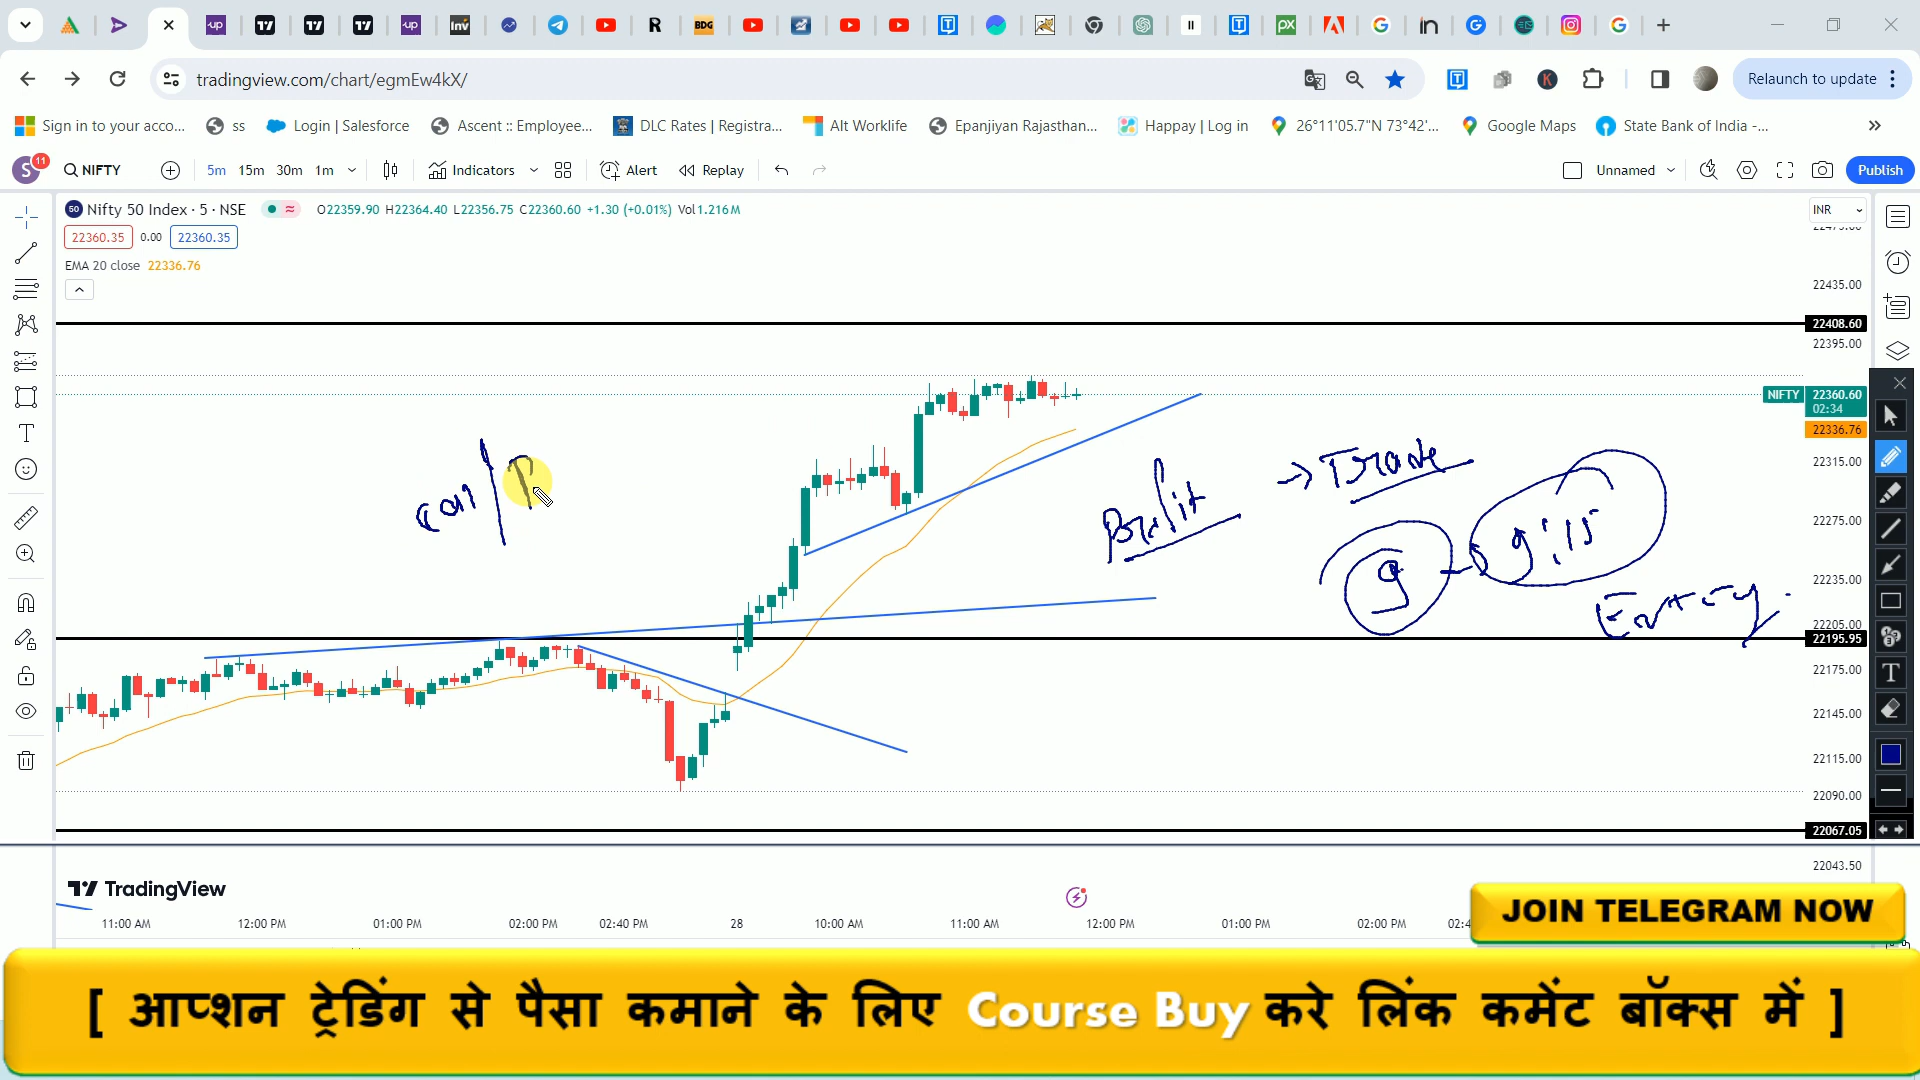 BDG
tradingview.com/chart/egmEw4kX/
Relaunch to update
Sign in to your acco...
ss
Login | Salesforce
Ascent :: Employee...
DLC Rates | Registra...
Alt Worklife
Epanjiyan Rajasthan...
Happay | Log in
26°11'05.7"N 73°42'...
Google Maps
State Bank of India -...
S 11
NIFTY
5m 15m 30m 1m
Indicators
Alert
Replay
Unnamed
Publish
50 Nifty 50 Index · 5 · NSE
O22359.90 H22364.40 L22356.75 C22360.60 +1.30 (+0.01%) Vol1.216 M
INR
22360.35 0.00 22360.35
EMA 20 close 22336.76
22435.00
22408.60
22395.00
NIFTY 22360.60
02:34
22336.76
22315.00
22275.00
22235.00
22205.00
22195.95
22175.00
22145.00
22115.00
22090.00
22067.05
22043.50
→ Trade
9 - 9:15
TradingView
11:00 AM 12:00 PM 01:00 PM 02:00 PM 02:40 PM 28 10:00 AM 11:00 AM 12:00 PM 01:00 PM 02:00 PM 02:4
JOIN TELEGRAM NOW
[ आप्शन ट्रेडिंग से पैसा कमाने के लिए Course Buy करे लिंक कमेंट बॉक्स में ]